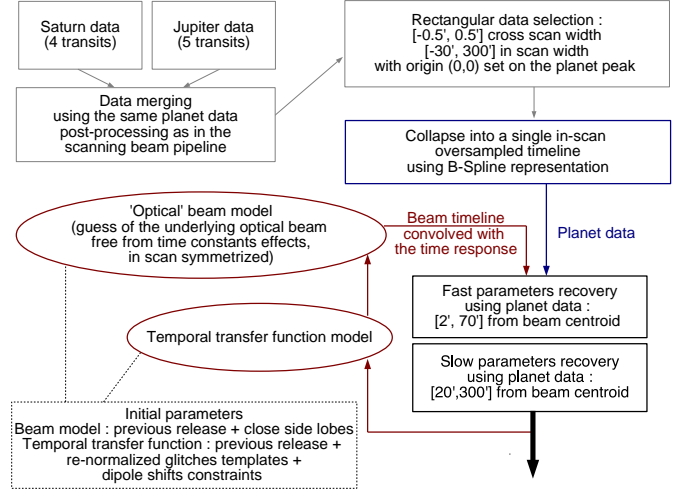 Saturn data
(4 transits)
Jupiter data
(5 transits)
Rectangular data selection :
[-0.5', 0.5'] cross scan width
[-30', 300'] in scan width
with origin (0,0) set on the planet peak
Data merging
using the same planet data
post-processing as in the
scanning beam pipeline
Collapse into a single in-scan
oversampled timeline
using B-Spline representation
'Optical' beam model
(guess of the underlying optical beam
free from time constants effects,
in scan symmetrized)
Beam timeline
convolved with
the time response
Planet data
Fast parameters recovery
using planet data :
[2', 70'] from beam centroid
Temporal transfer function model
Slow parameters recovery
using planet data :
[20',300'] from beam centroid
Initial parameters
Beam model : previous release + close side lobes
Temporal transfer function : previous release +
re-normalized glitches templates +
dipole shifts constraints